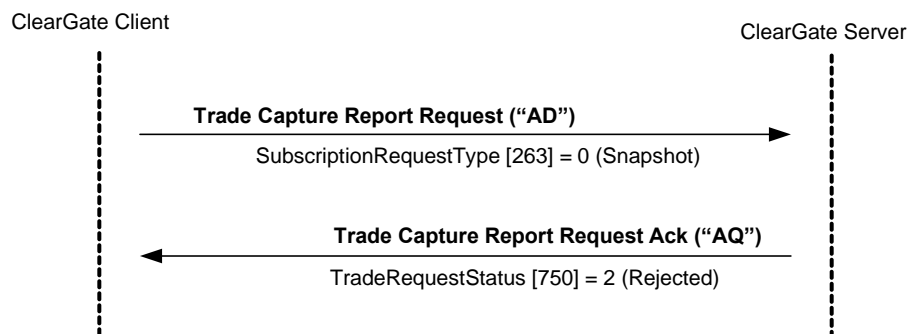 ClearGate Client
ClearGate Server
Trade Capture Report Request (“AD”)
SubscriptionRequestType [263] = 0 (Snapshot)
Trade Capture Report Request Ack (“AQ”)
TradeRequestStatus [750] = 2 (Rejected)